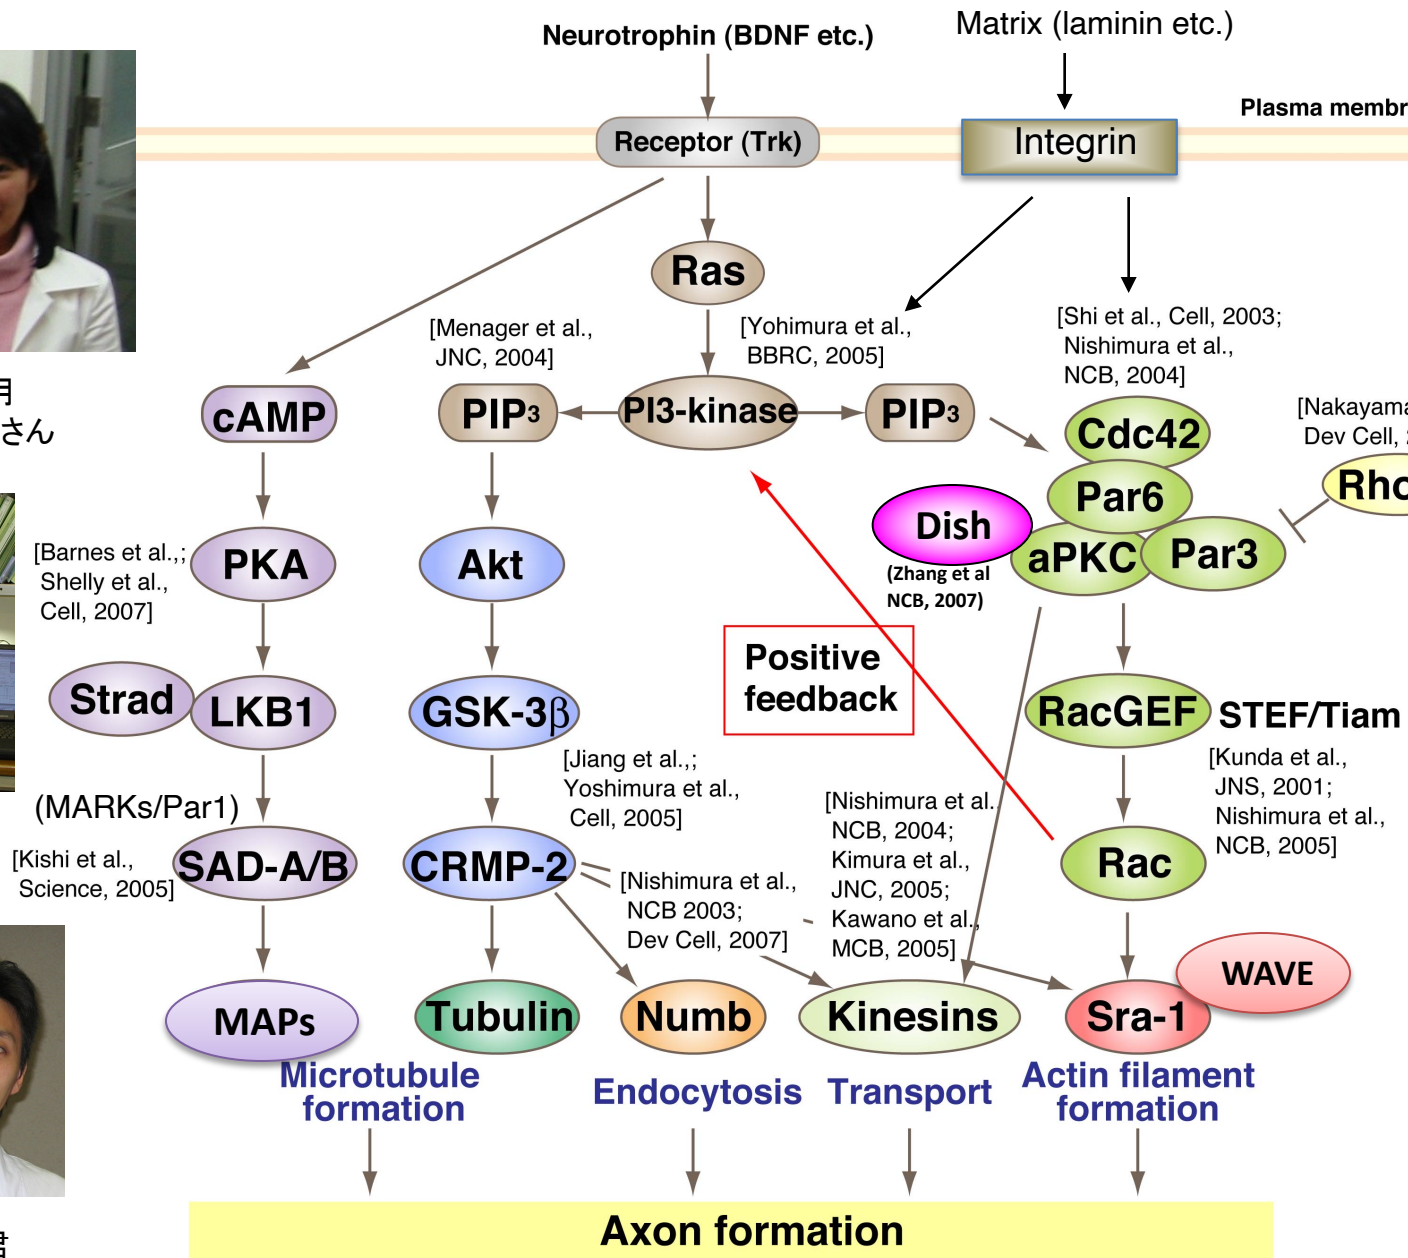 Neurotrophin (BDNF etc.)
Matrix (laminin etc.)
Plasma membr
Receptor (Trk)
Integrin
Ras
[Menager et al.,
JNC, 2004]
[Yohimura et al.,
BBRC, 2005]
[Shi et al., Cell, 2003;
Nishimura et al.,
NCB, 2004]
月
さん
cAMP
PIP3
PI3-kinase
PIP3
Cdc42
[Nakayama
Dev Cell,
Rho
Par6
Dish
(Zhang et al
NCB, 2007)
aPKC
Par3
[Barnes et al.,;
Shelly et al.,
Cell, 2007]
PKA
Akt
Positive
feedback
Strad
LKB1
GSK-3β
RacGEF
STEF/Tiam
[Jiang et al.,;
Yoshimura et al.,
Cell, 2005]
[Kunda et al.,
JNS, 2001;
Nishimura et al.,
NCB, 2005]
(MARKs/Par1)
[Nishimura et al.
NCB, 2004;
Kimura et al.,
JNC, 2005;
Kawano et al.,
MCB, 2005]
[Kishi et al.,
Science, 2005]
SAD-A/B
CRMP-2
Rac
[Nishimura et al.,
NCB 2003;
Dev Cell, 2007]
WAVE
MAPs
Tubulin
Numb
Kinesins
Sra-1
Microtubule
formation
Endocytosis
Transport
Actin filament
formation
Axon formation